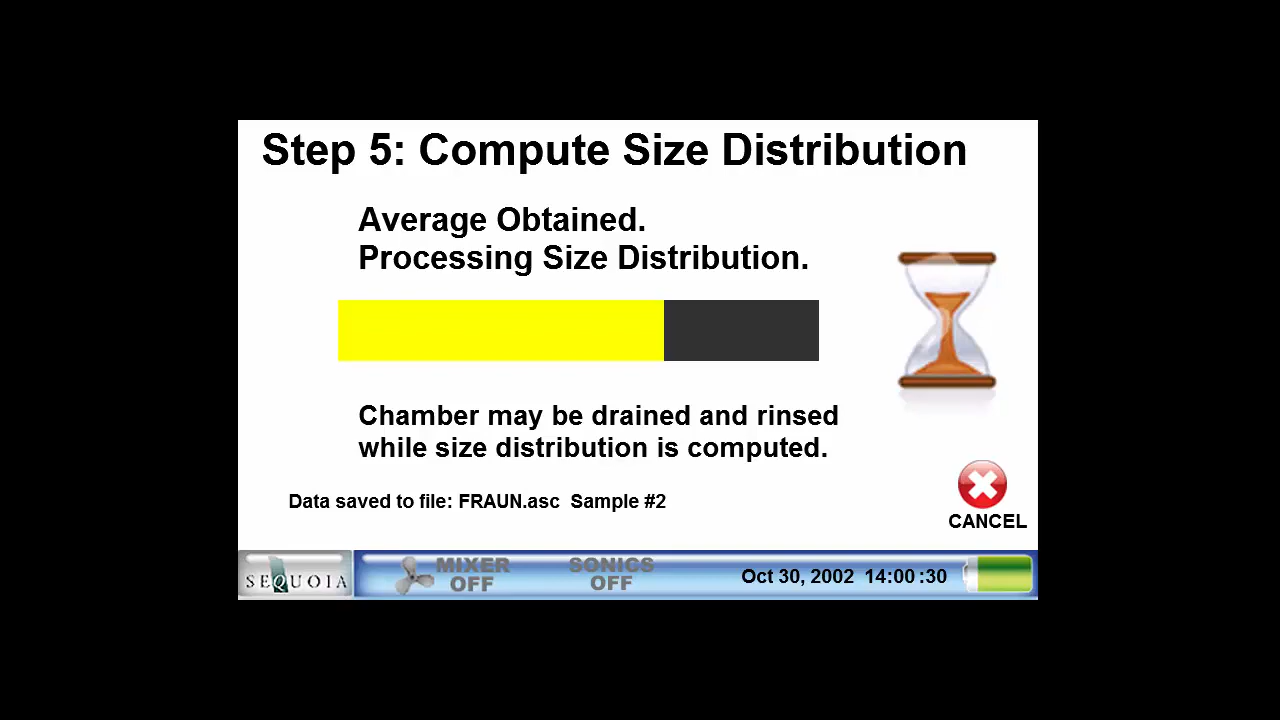 Step 5: Compute Size Distribution
Average Obtained.
Processing Size Distribution.
Chamber may be drained and rinsed
while size distribution is computed.
Data saved to file: FRAUN.asc Sample #2
CANCEL
SEQUOIA
MIXER
OFF
SONICS
OFF
Oct 30, 2002 14:00:30